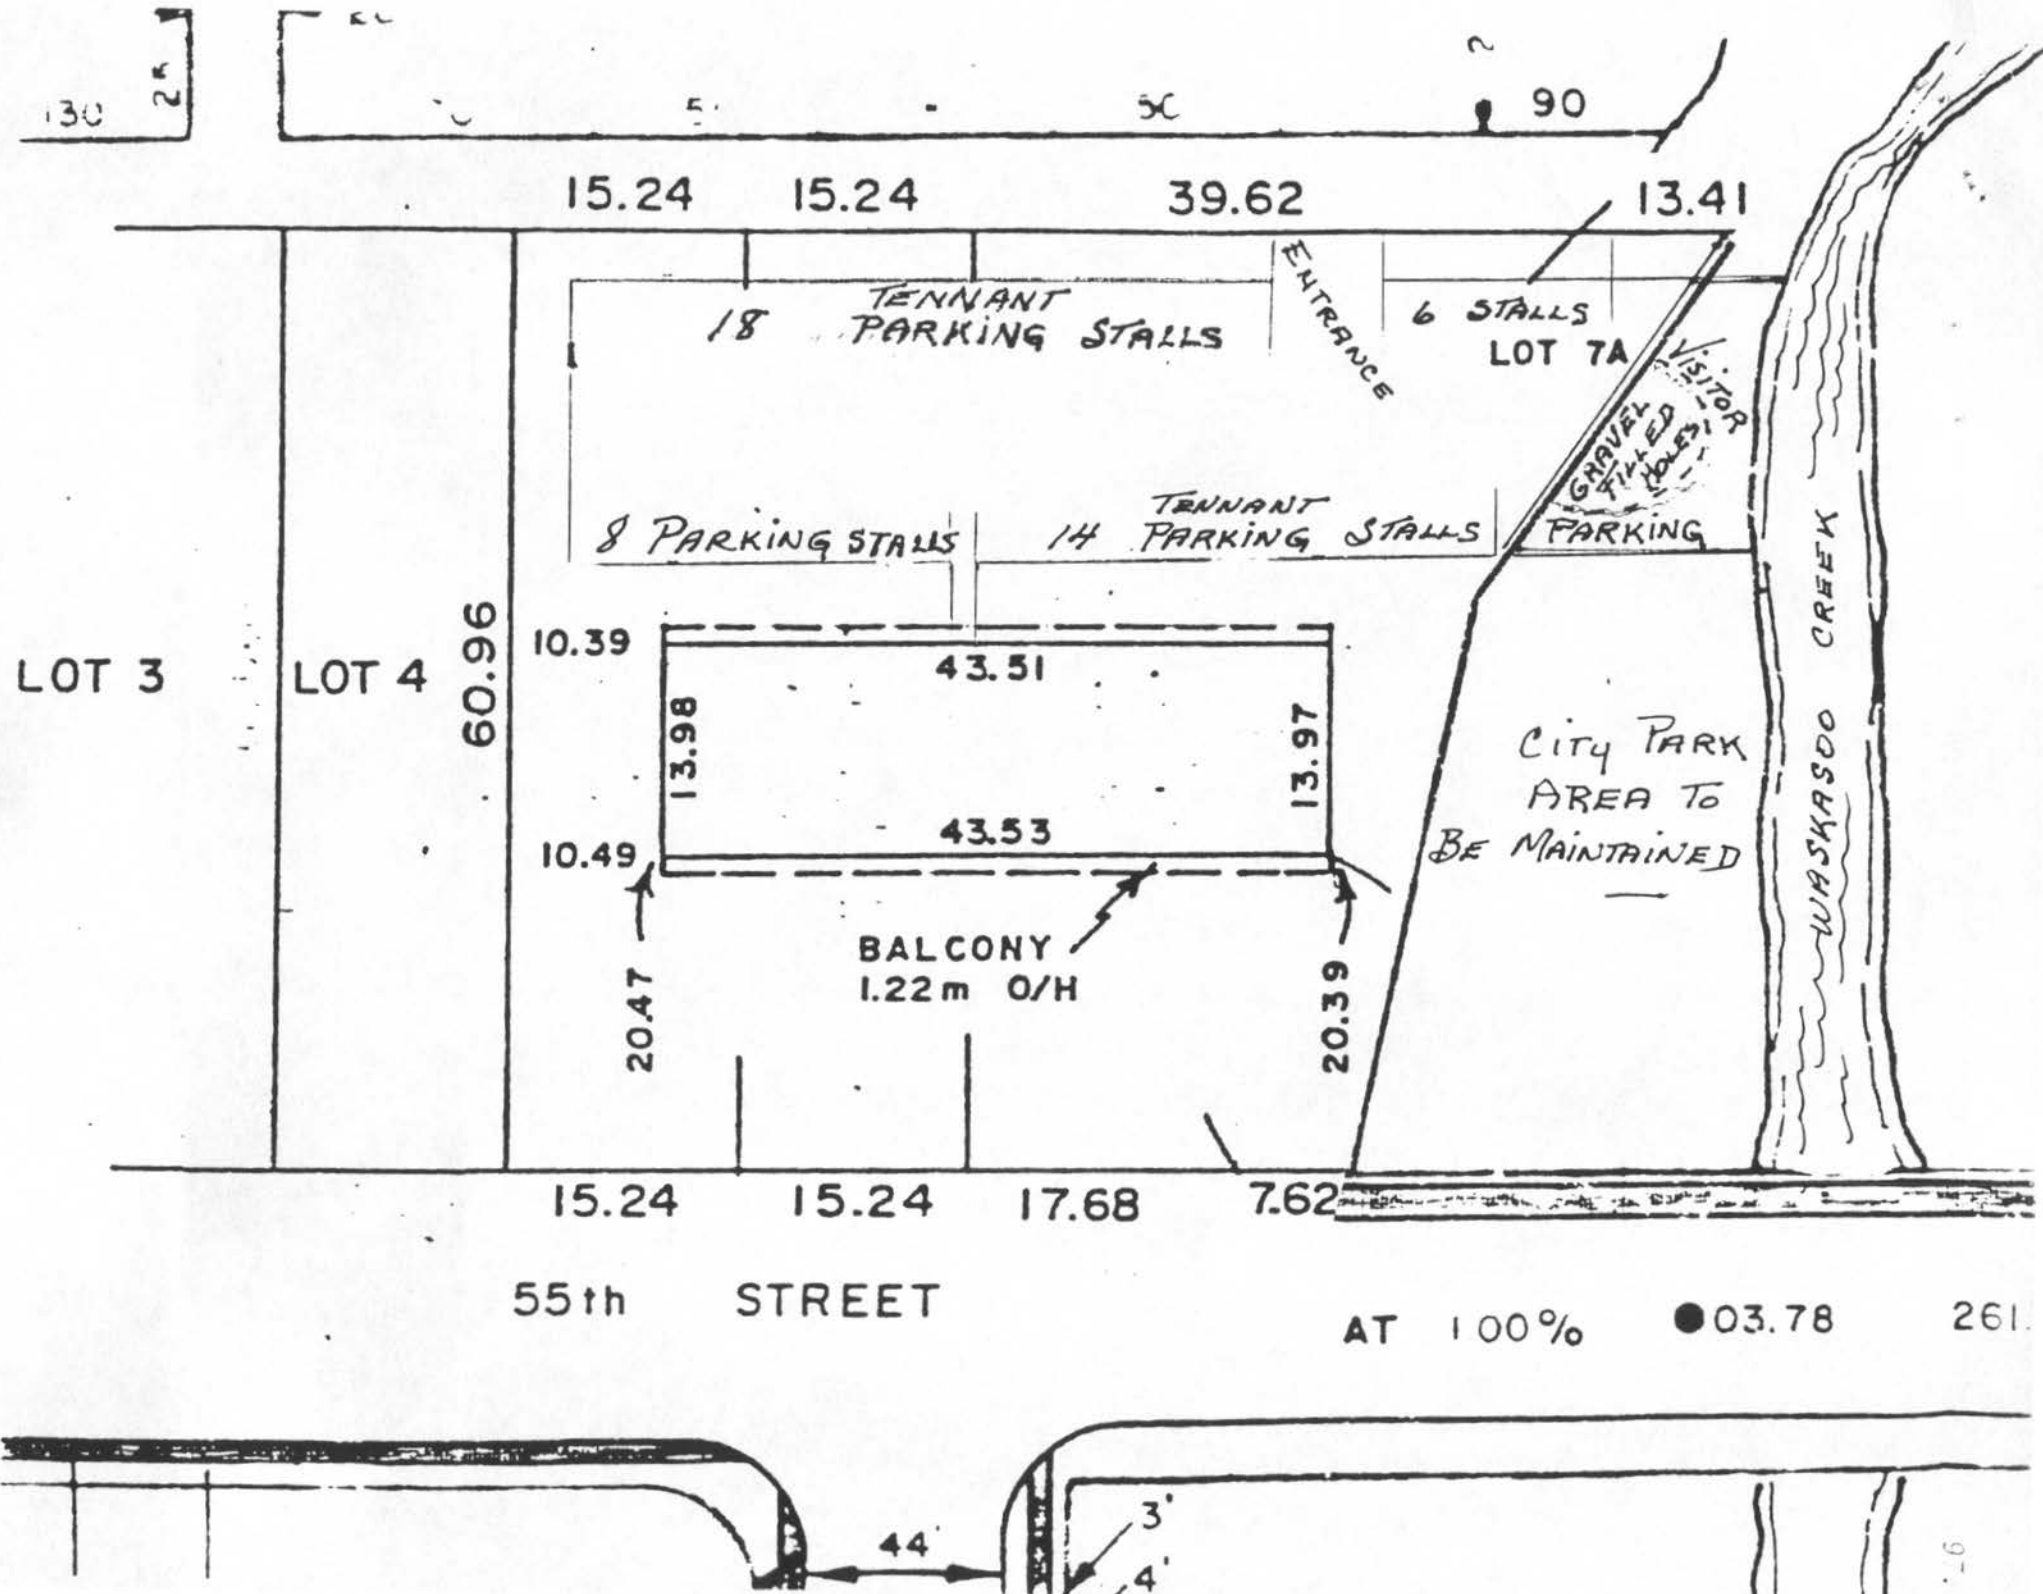 130
90
15.24 15.24 39.62 13.41
18 TENNANT
PARKING STALLS
ENTRANCE
6 STALLS
LOT 7A
VISITOR
GRAVEL
FILLED
HOLES
PARKING
8 PARKING STALLS
14 TENNANT
PARKING STALLS
WASKASOO CREEK
LOT 3
LOT 4
60.96
10.39
43.51
13.98
13.97
43.53
10.49
CITY PARK
AREA TO
BE MAINTAINED
BALCONY
1.22m O/H
20.47
20.39
15.24 15.24 17.68 7.62
55th STREET
AT 100% 03.78 261.
44'
3'
4'